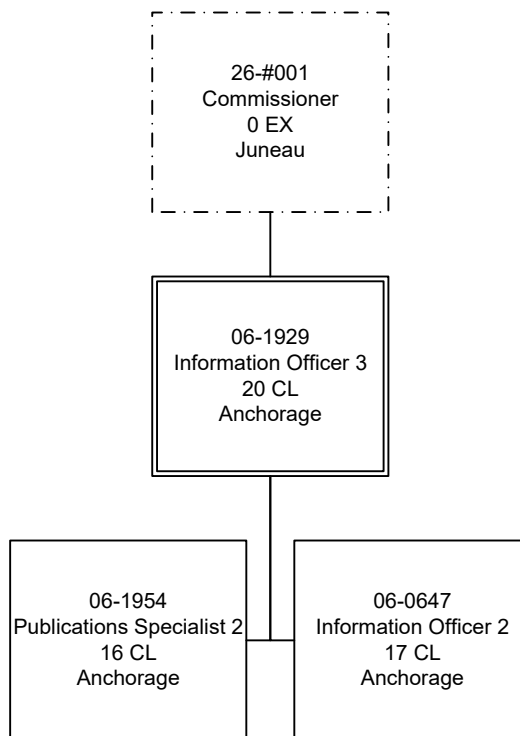 26-#001
Commissioner
0 EX
Juneau
06-1929
Information Officer 3
20 CL
Anchorage
06-1954
Publications Specialist 2
16 CL
Anchorage
06-0647
Information Officer 2
17 CL
Anchorage